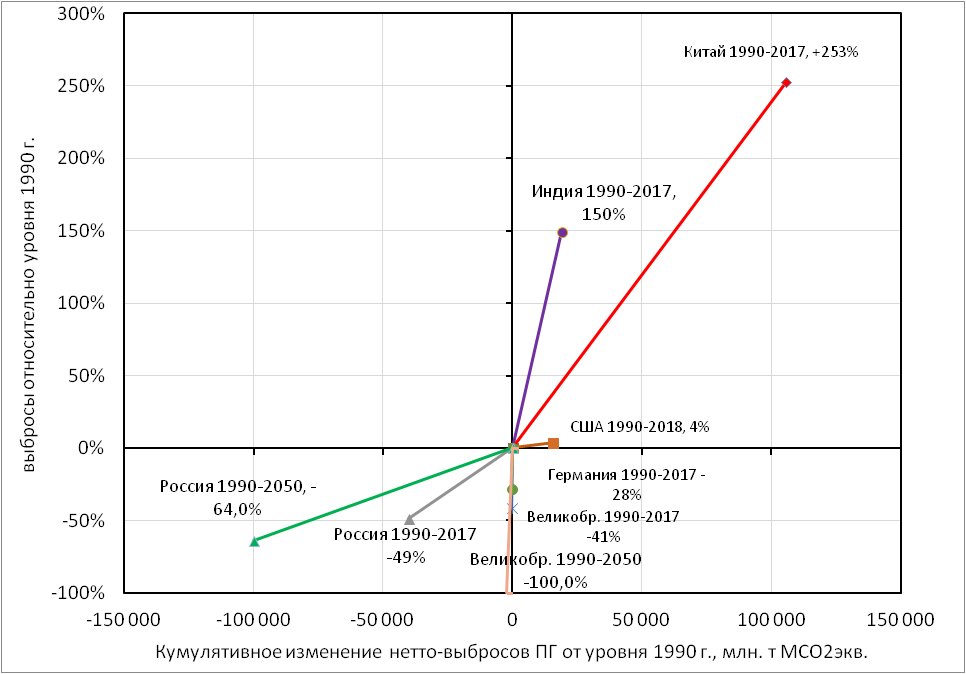 300%
Китай 1990-2017, +253%
250%
200%
Индия 1990-2017,
150%
150%
100%
50%
США 1990-2018, 4%
0%
Германия 1990-2017 -
28%
Россия 1990-2050, -
64,0%
Великобр. 1990-2017
-41%
-50%
Россия 1990-2017
-49%
Великобр. 1990-2050
-100,0%
-100%
-150 000
-100 000
-50 000
0
50 000
100 000
150 000
выбросы относительно уровня 1990 г.
Кумулятивное изменение нетто-выбросов ПГ от уровня 1990 г., млн. т МСО2экв.